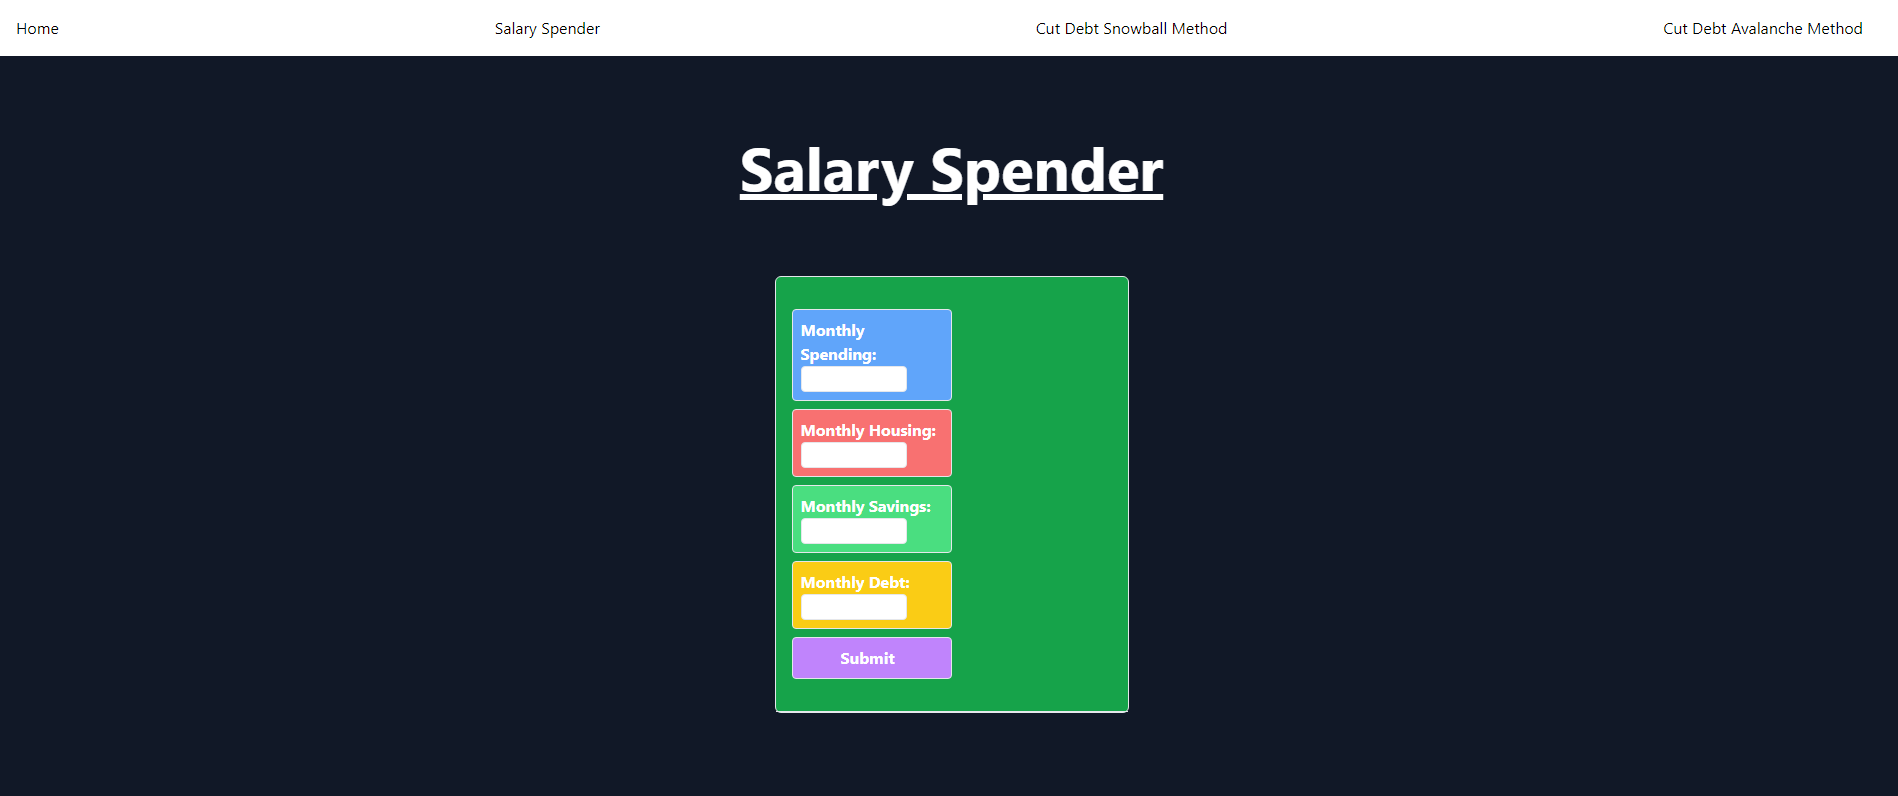 Home Salary Spender Cut Debt Snowball Method Cut Debt Avalanche Method
Salary Spender
Monthly
Spending:
Monthly Housing:
Monthly Savings:
Monthly Debt:
Submit